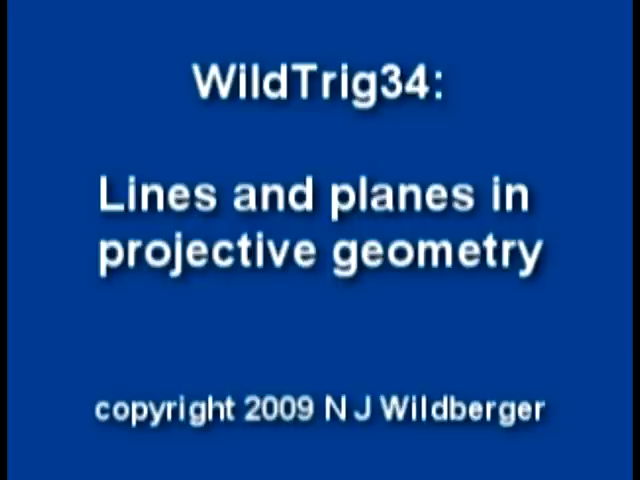 WildTrig34:
Lines and planes in
projective geometry
copyright 2009 N J Wildberger